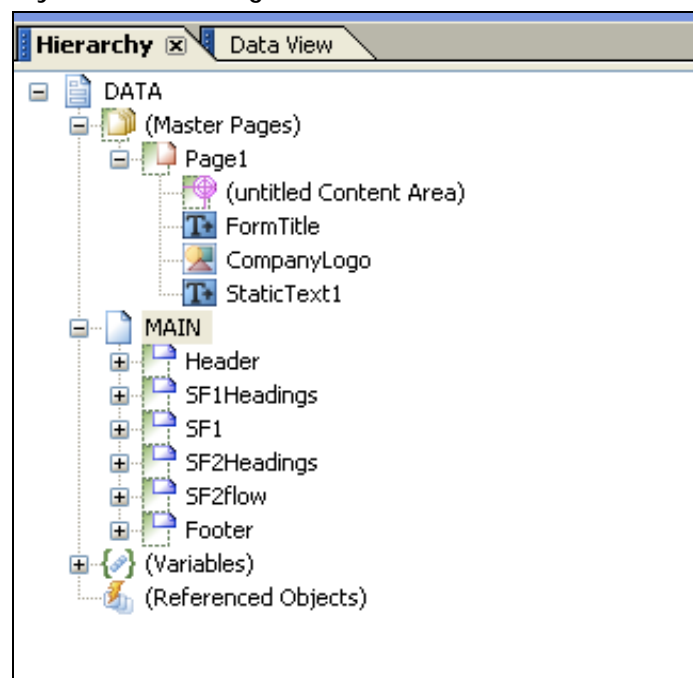 Hierarchy Data View
DATA
(Master Pages)
Page1
(untitled Content Area)
FormTitle
CompanyLogo
StaticText1
MAIN
Header
SF1Headings
SF1
SF2Headings
SF2flow
Footer
(Variables)
(Referenced Objects)